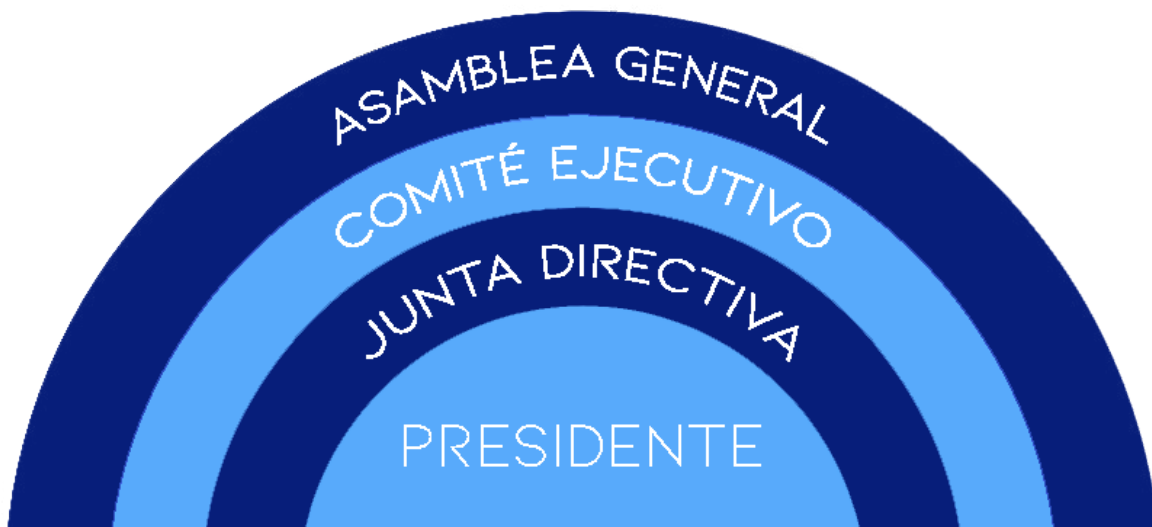 ASAMBLEA GENERAL
COMITÉ EJECUTIVO
JUNTA DIRECTIVA
PRESIDENTE